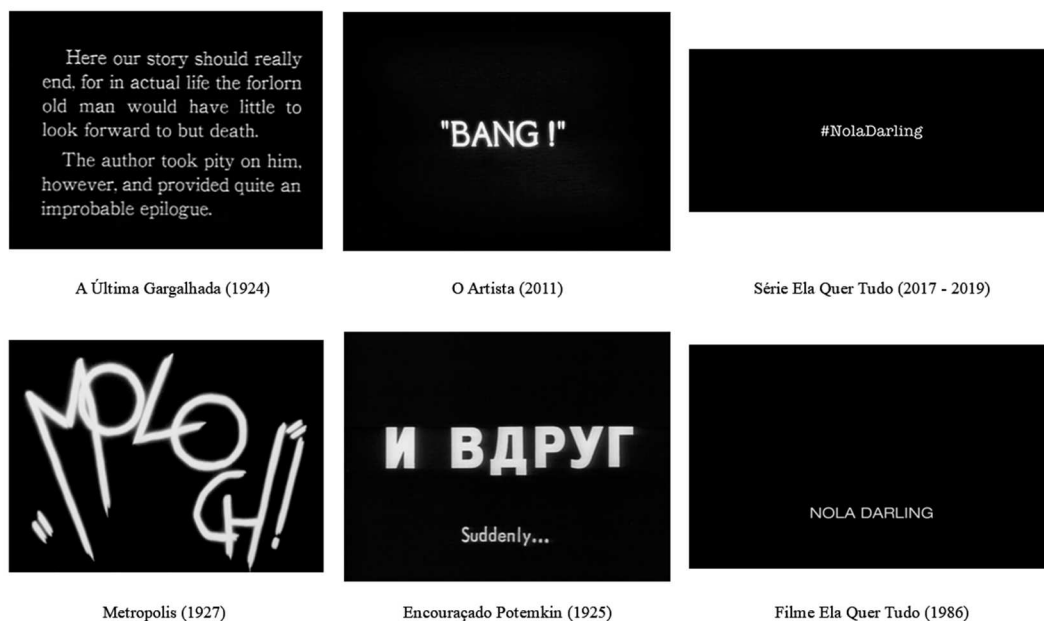 Here our story should really
end, for in actual life the forlorn
old man would have little to
look forward to but death.
The author took pity on him,
however, and provided quite an
improbable epilogue.
A Última Gargalhada (1924)
"BANG !"
O Artista (2011)
#NolaDarling
Série Ela Quer Tudo (2017 - 2019)
"MOLOCH!"
Metropolis (1927)
И ВДРУГ
Suddenly...
Encouraçado Potemkin (1925)
NOLA DARLING
Filme Ela Quer Tudo (1986)